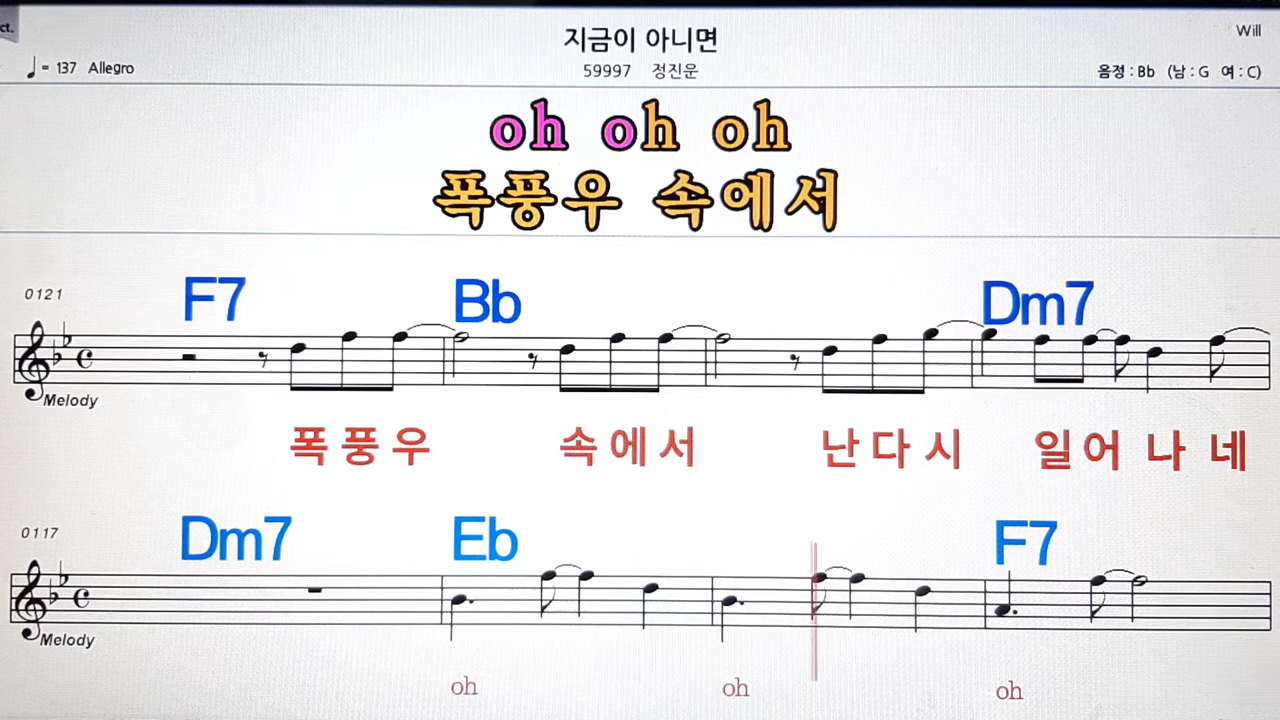 ct.
지금이 아니면
Will
♩= 137 Allegro
59997 정진운
음정 : Bb (남 : G 여 : C)
oh oh oh
폭풍우 속에서
0121
F7 Bb Dm7
Melody
폭풍우 속에서 난다시 일어나네
0117
Dm7 Eb F7
Melody
oh oh oh